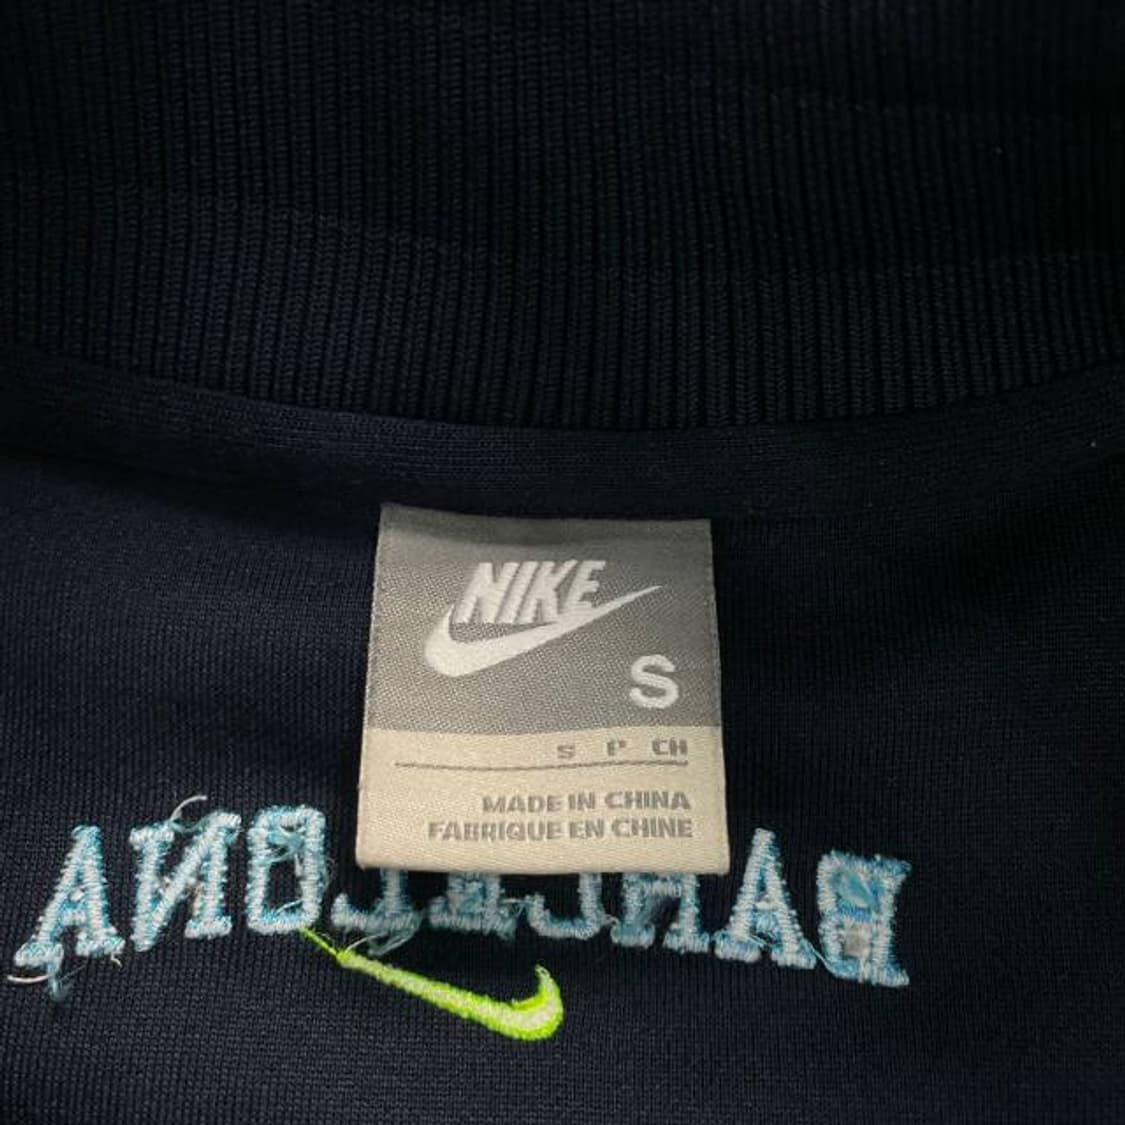 NIKE
S
S P CH
MADE IN CHINA
FABRIQUE EN CHINE
BARCELONA